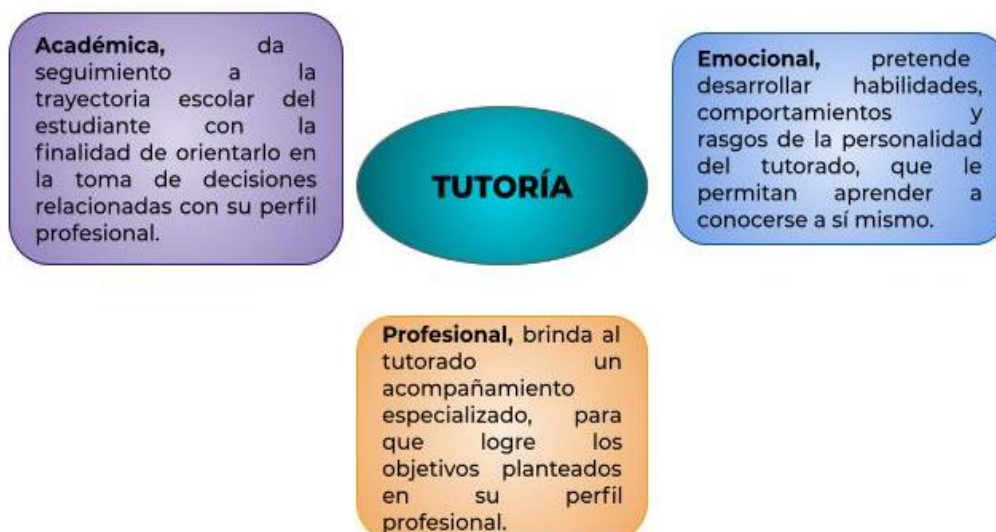 Académica, da
seguimiento a la
trayectoria escolar del
estudiante con la
finalidad de orientarlo en
la toma de decisiones
relacionadas con su perfil
profesional.
TUTORÍA
Emocional, pretende
desarrollar habilidades,
comportamientos y
rasgos de la personalidad
del tutorado, que le
permitan aprender a
conocerse a sí mismo.
Profesional, brinda al
tutorado un
acompañamiento
especializado, para
que logre los
objetivos planteados
en su perfil
profesional.